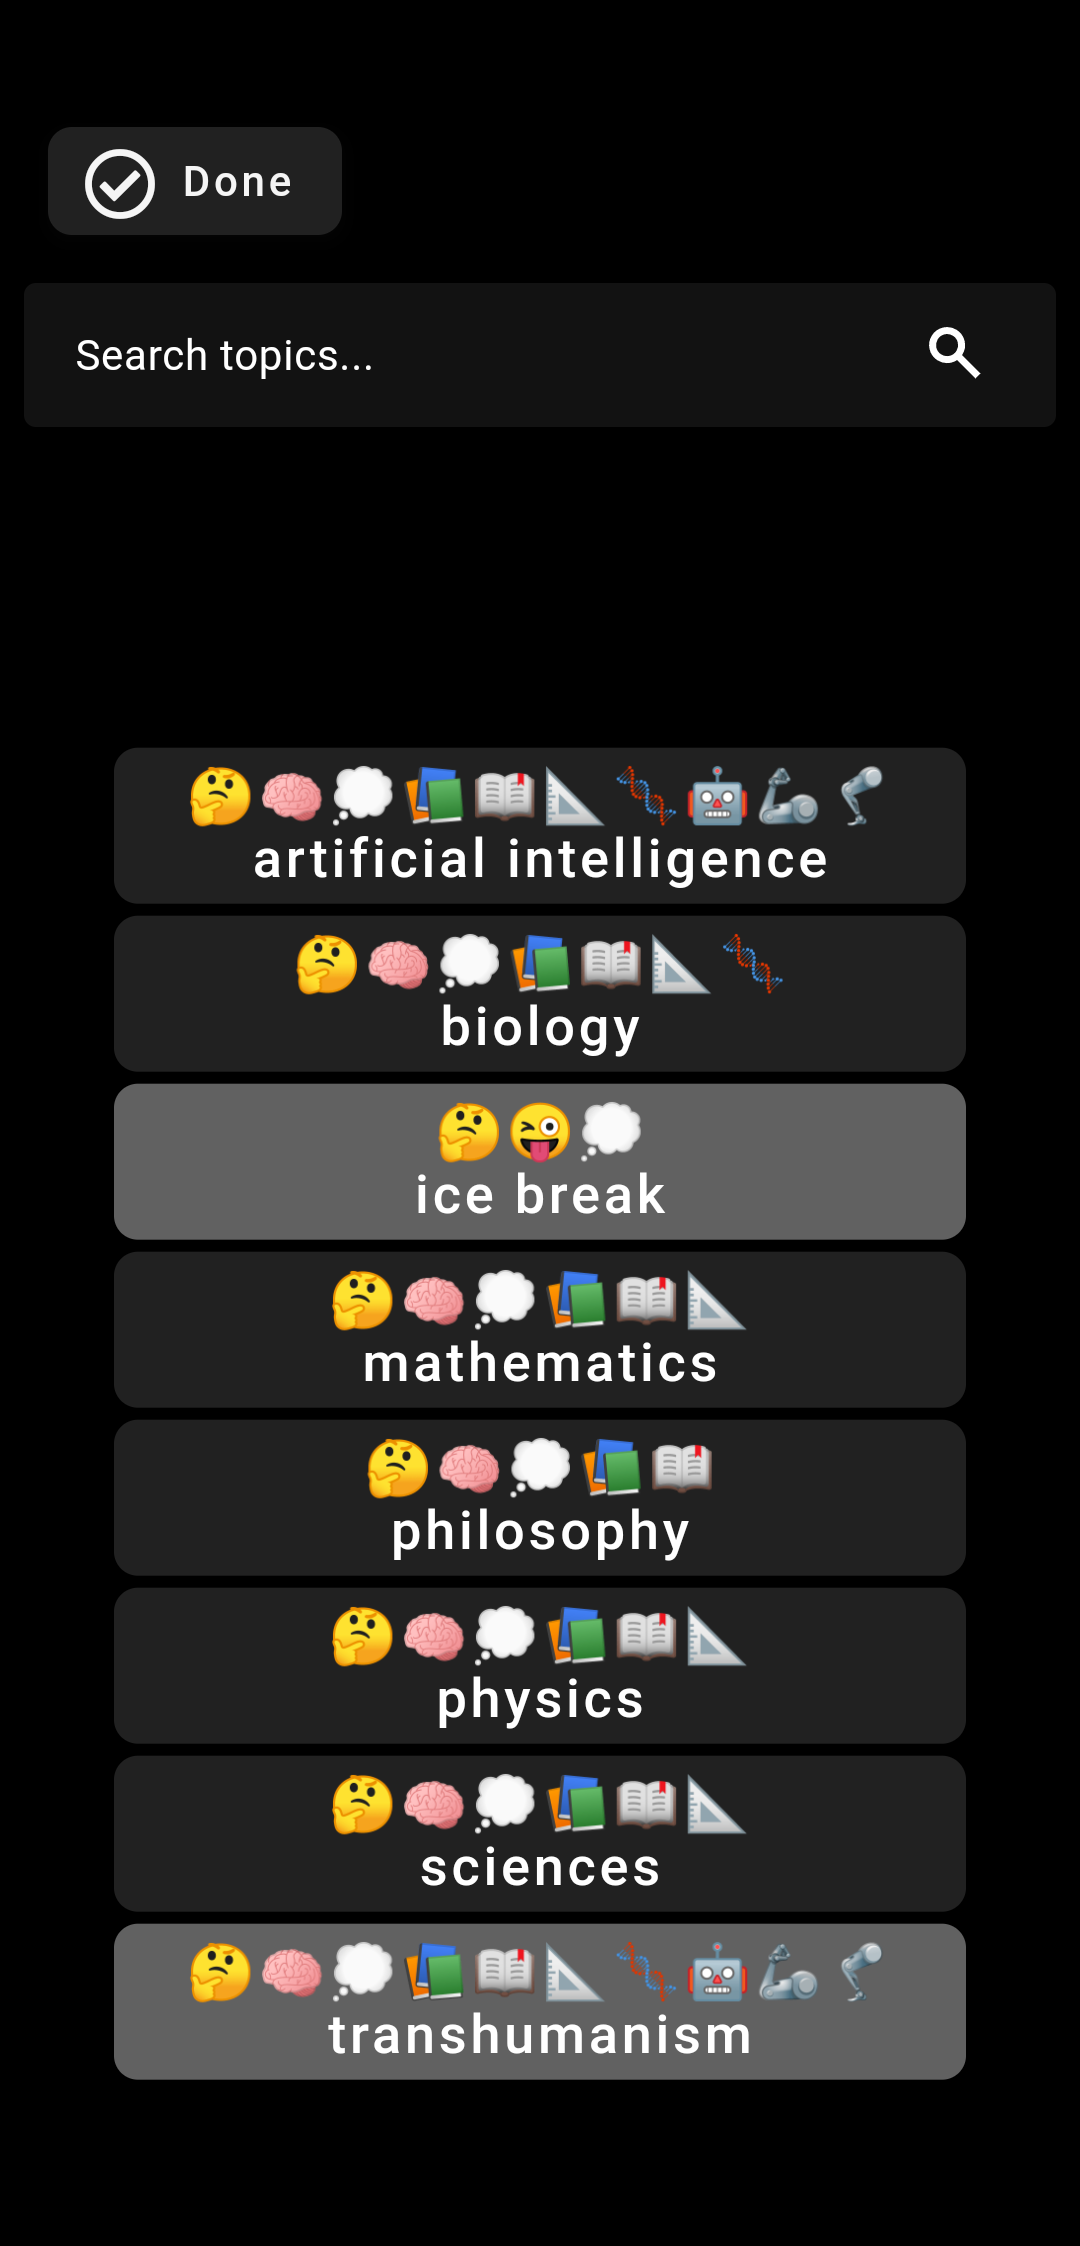 Done
Search topics...
🤔🧠💭📚📖📐🧬🤖🦾🦿
artificial intelligence
🤔🧠💭📚📖📐🧬
biology
🤔😜💭
ice break
🤔🧠💭📚📖📐
mathematics
🤔🧠💭📚📖
philosophy
🤔🧠💭📚📖📐
physics
🤔🧠💭📚📖📐
sciences
🤔🧠💭📚📖📐🧬🤖🦾🦿
transhumanism